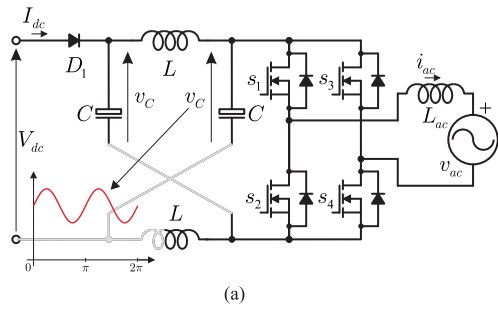 I_dc
D_1
L
i_ac
C
v_C
v_C
C
s_1
s_3
L_ac
+
V_dc
v_ac
L
s_2
s_4
0
π
2π
(a)